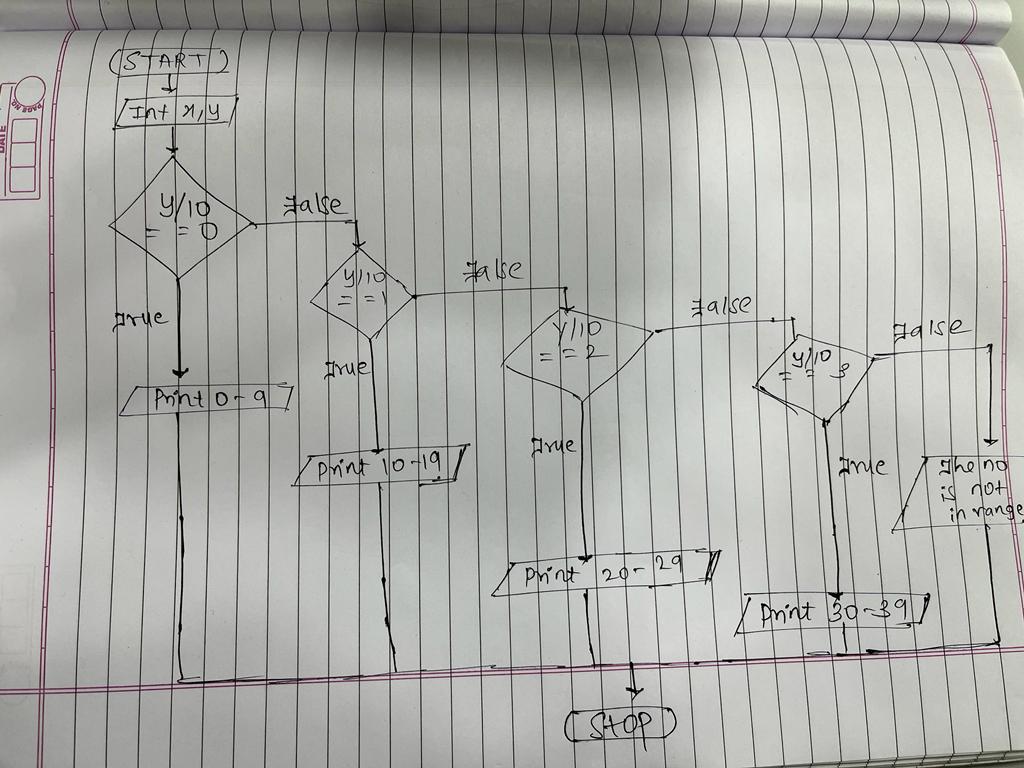 START
Int x, y
y/10
= = 0
False
True
Print 0-9
y/10
= = 1
False
True
Print 10-19
y/10
= = 2
False
True
Print 20-29
y/10
= = 3
False
True
Print 30-39
The no
is not
in range
STOP
PAGE NO
DATE